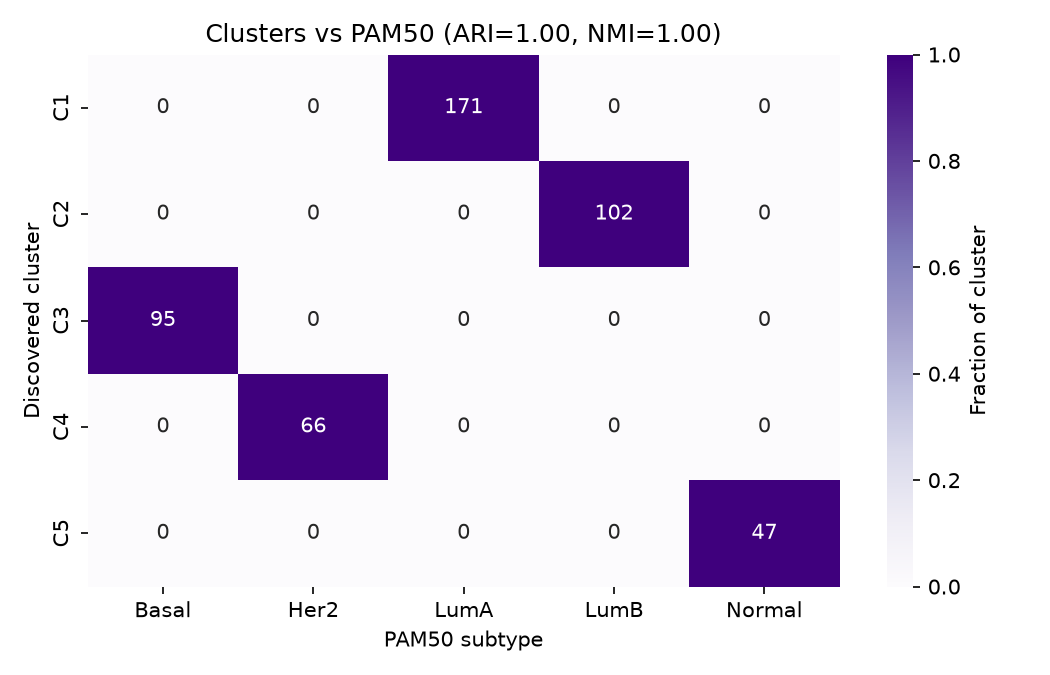 Clusters vs PAM50 (ARI=1.00, NMI=1.00)
Discovered cluster
C1 0 0 171 0 0
C2 0 0 0 102 0
C3 95 0 0 0 0
C4 0 66 0 0 0
C5 0 0 0 0 47
Basal Her2 LumA LumB Normal
PAM50 subtype
1.0
0.8
0.6
0.4
0.2
0.0
Fraction of cluster